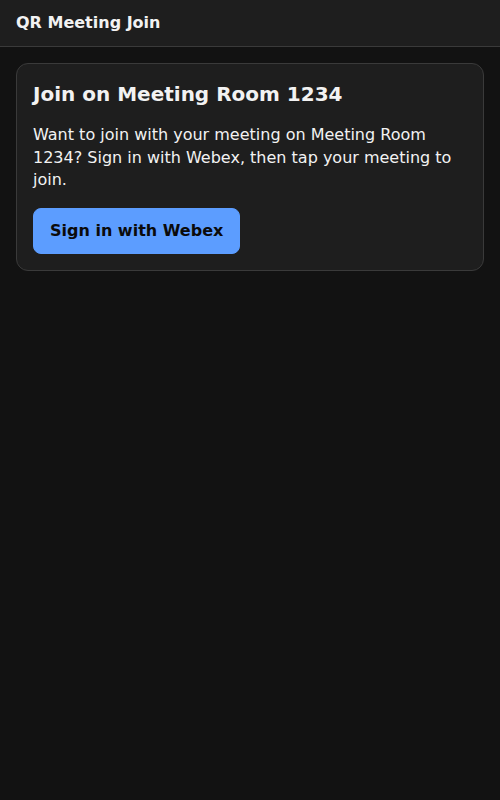 QR Meeting Join
Join on Meeting Room 1234
Want to join with your meeting on Meeting Room
1234? Sign in with Webex, then tap your meeting to
join.
Sign in with Webex